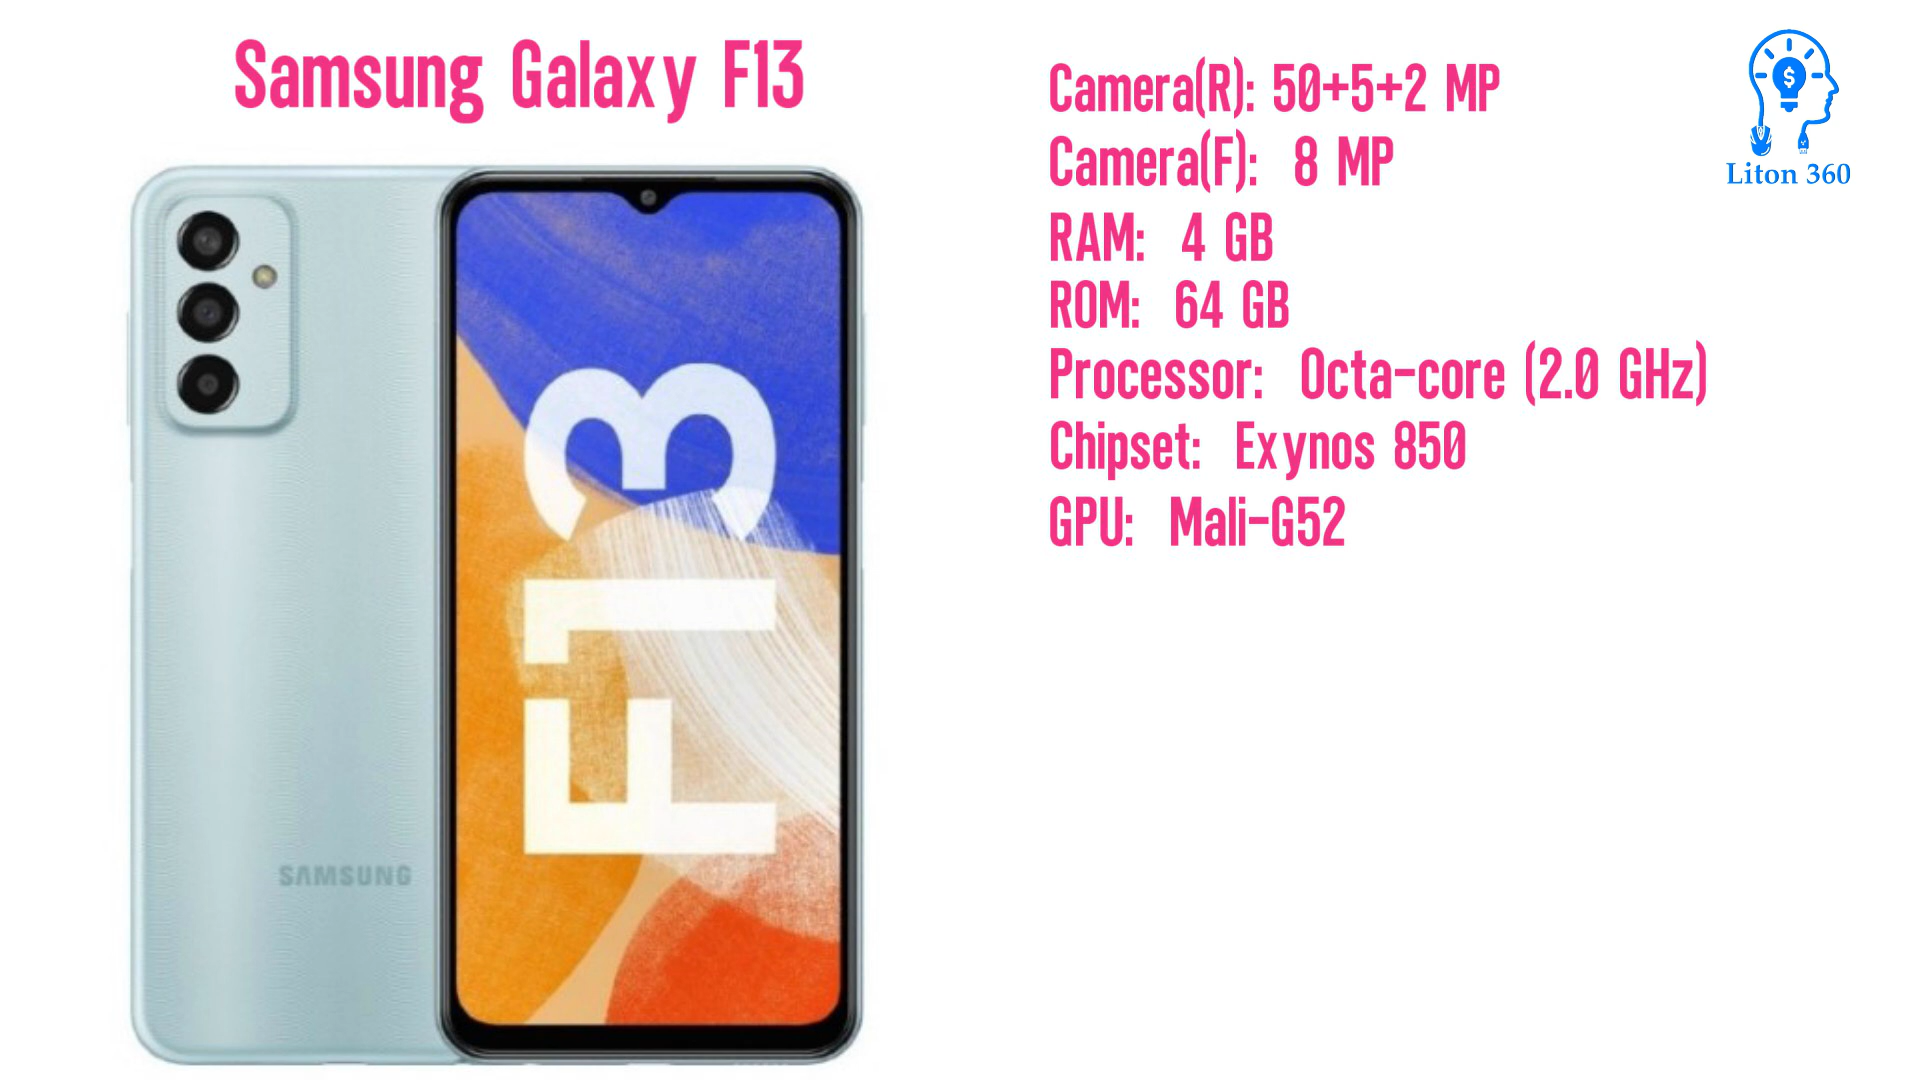 Samsung Galaxy F13
Camera(R): 50+5+2 MP
Camera(F): 8 MP
RAM: 4 GB
ROM: 64 GB
Processor: Octa-core (2.0 GHz)
Chipset: Exynos 850
GPU: Mali-G52
$
Liton 360
F13
SAMSUNG